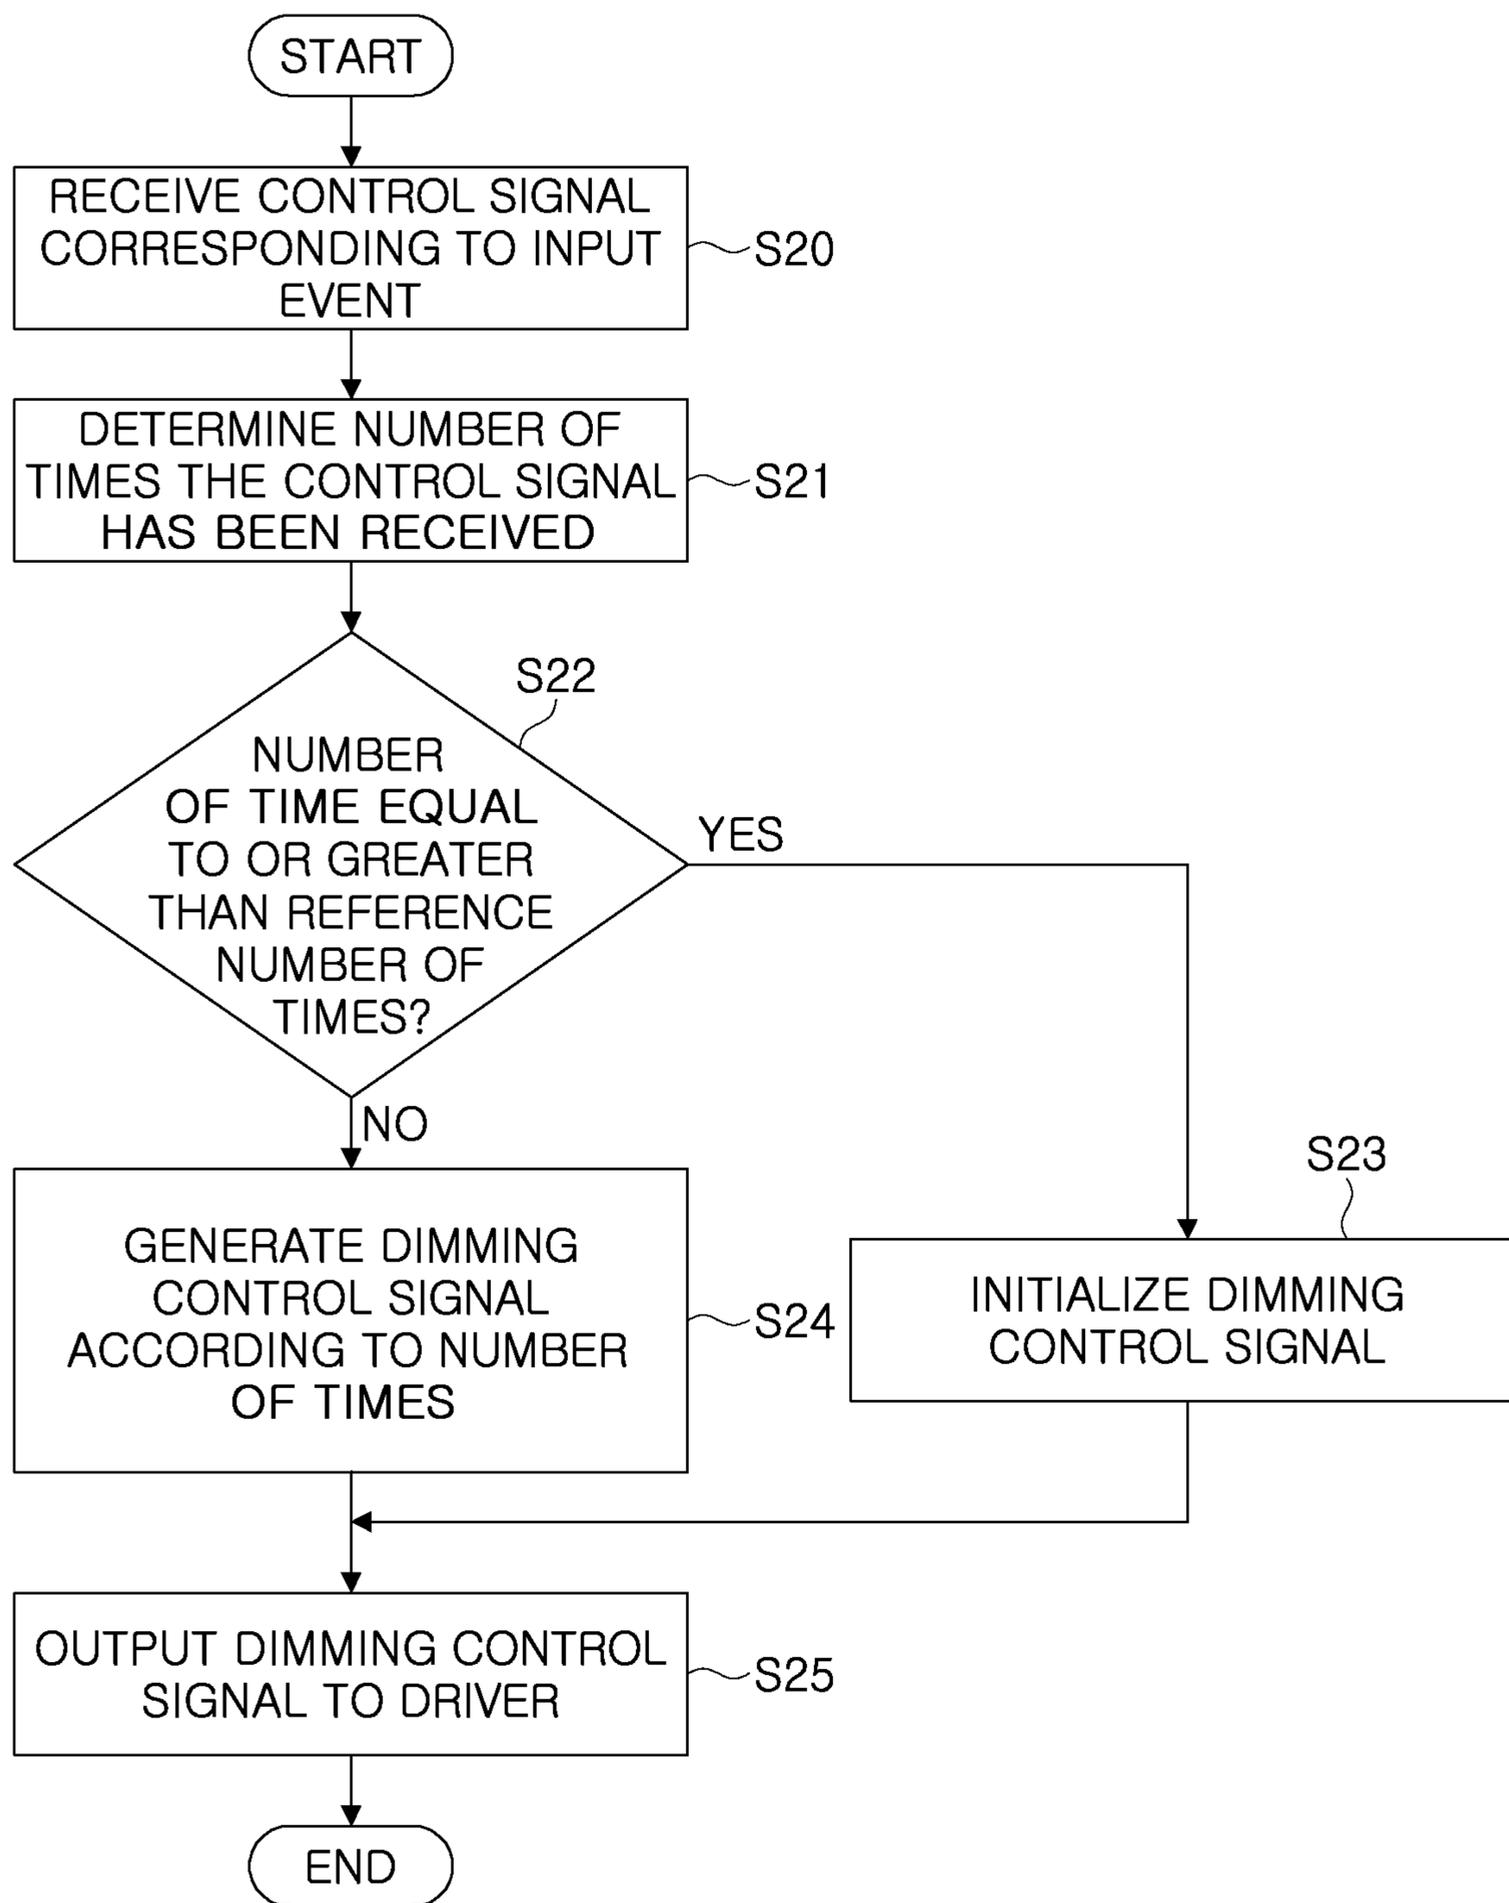 START
RECEIVE CONTROL SIGNAL
CORRESPONDING TO INPUT
EVENT
S20
DETERMINE NUMBER OF
TIMES THE CONTROL SIGNAL
HAS BEEN RECEIVED
S21
S22
NUMBER
OF TIME EQUAL
TO OR GREATER
THAN REFERENCE
NUMBER OF
TIMES?
YES
NO
S23
INITIALIZE DIMMING
CONTROL SIGNAL
GENERATE DIMMING
CONTROL SIGNAL
ACCORDING TO NUMBER
OF TIMES
S24
OUTPUT DIMMING CONTROL
SIGNAL TO DRIVER
S25
END